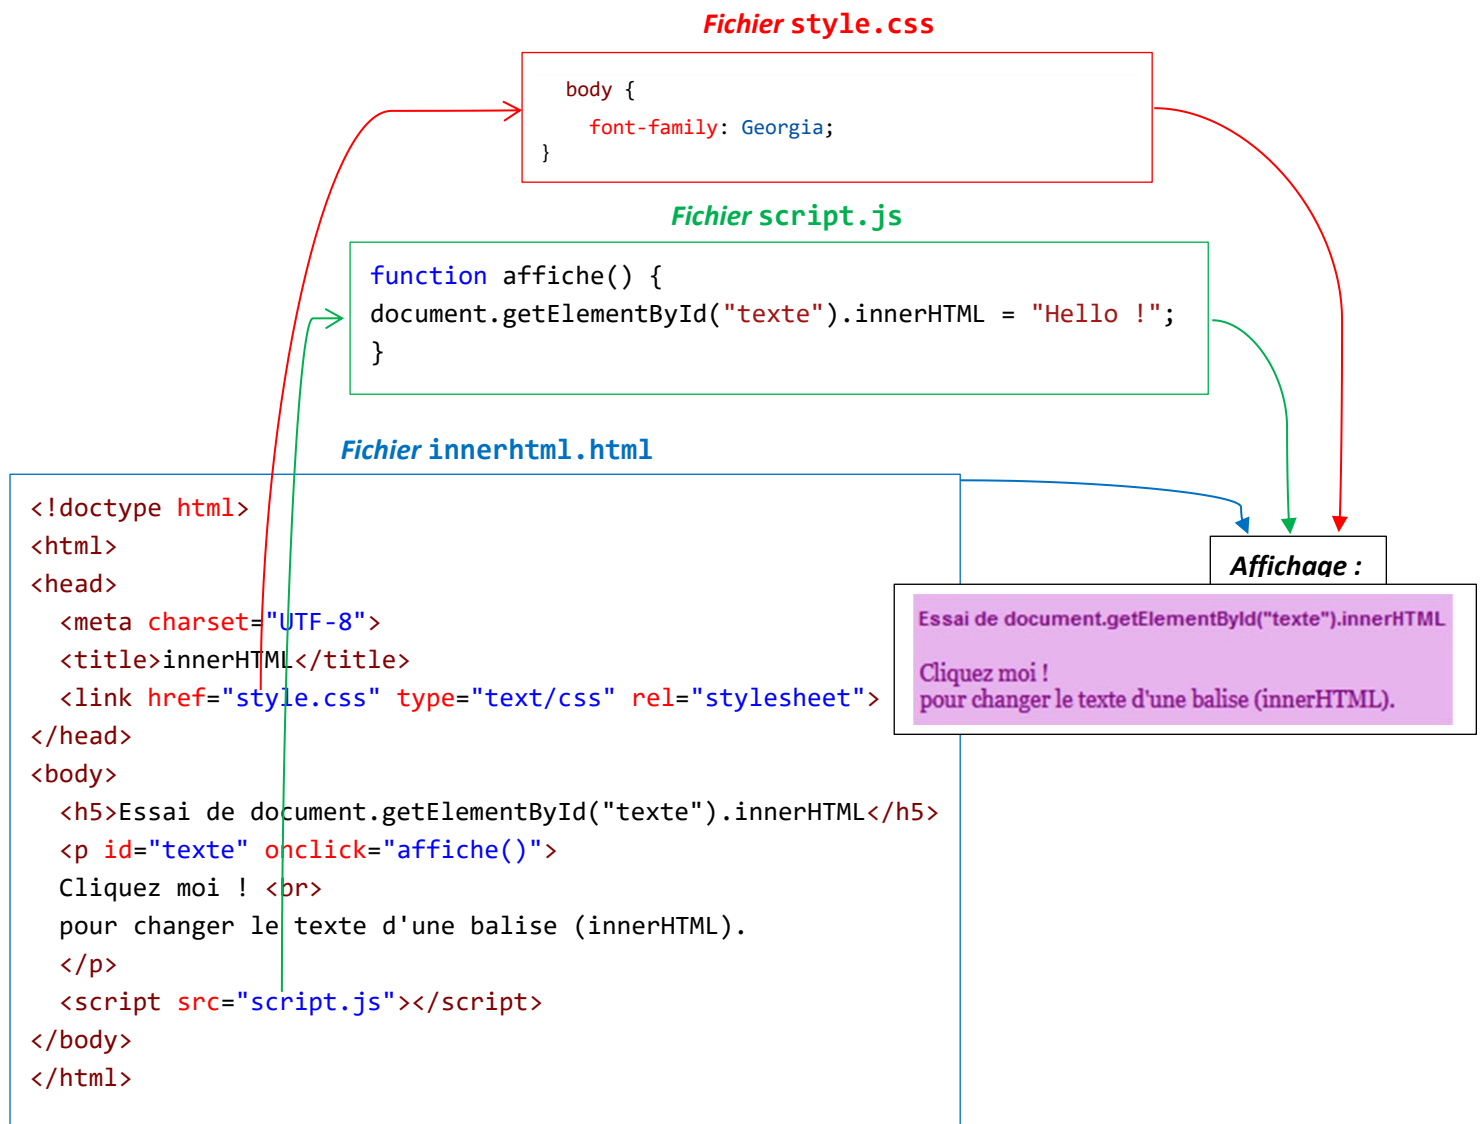 Fichier style.css
body {
font-family: Georgia;
}
Fichier script.js
function affiche() {
document.getElementById("texte").innerHTML = "Hello !";
}
Fichier innerhtml.html
<!doctype html>
<html>
<head>
<meta charset="UTF-8">
<title>innerHTML</title>
<link href="style.css" type="text/css" rel="stylesheet">
</head>
<body>
<h5>Essai de document.getElementById("texte").innerHTML</h5>
<p id="texte" onclick="affiche()">
Cliquez moi ! <br>
pour changer le texte d'une balise (innerHTML).
</p>
<script src="script.js"></script>
</body>
</html>
Affichage :
Essai de document.getElementById("texte").innerHTML
Cliquez moi !
pour changer le texte d'une balise (innerHTML).